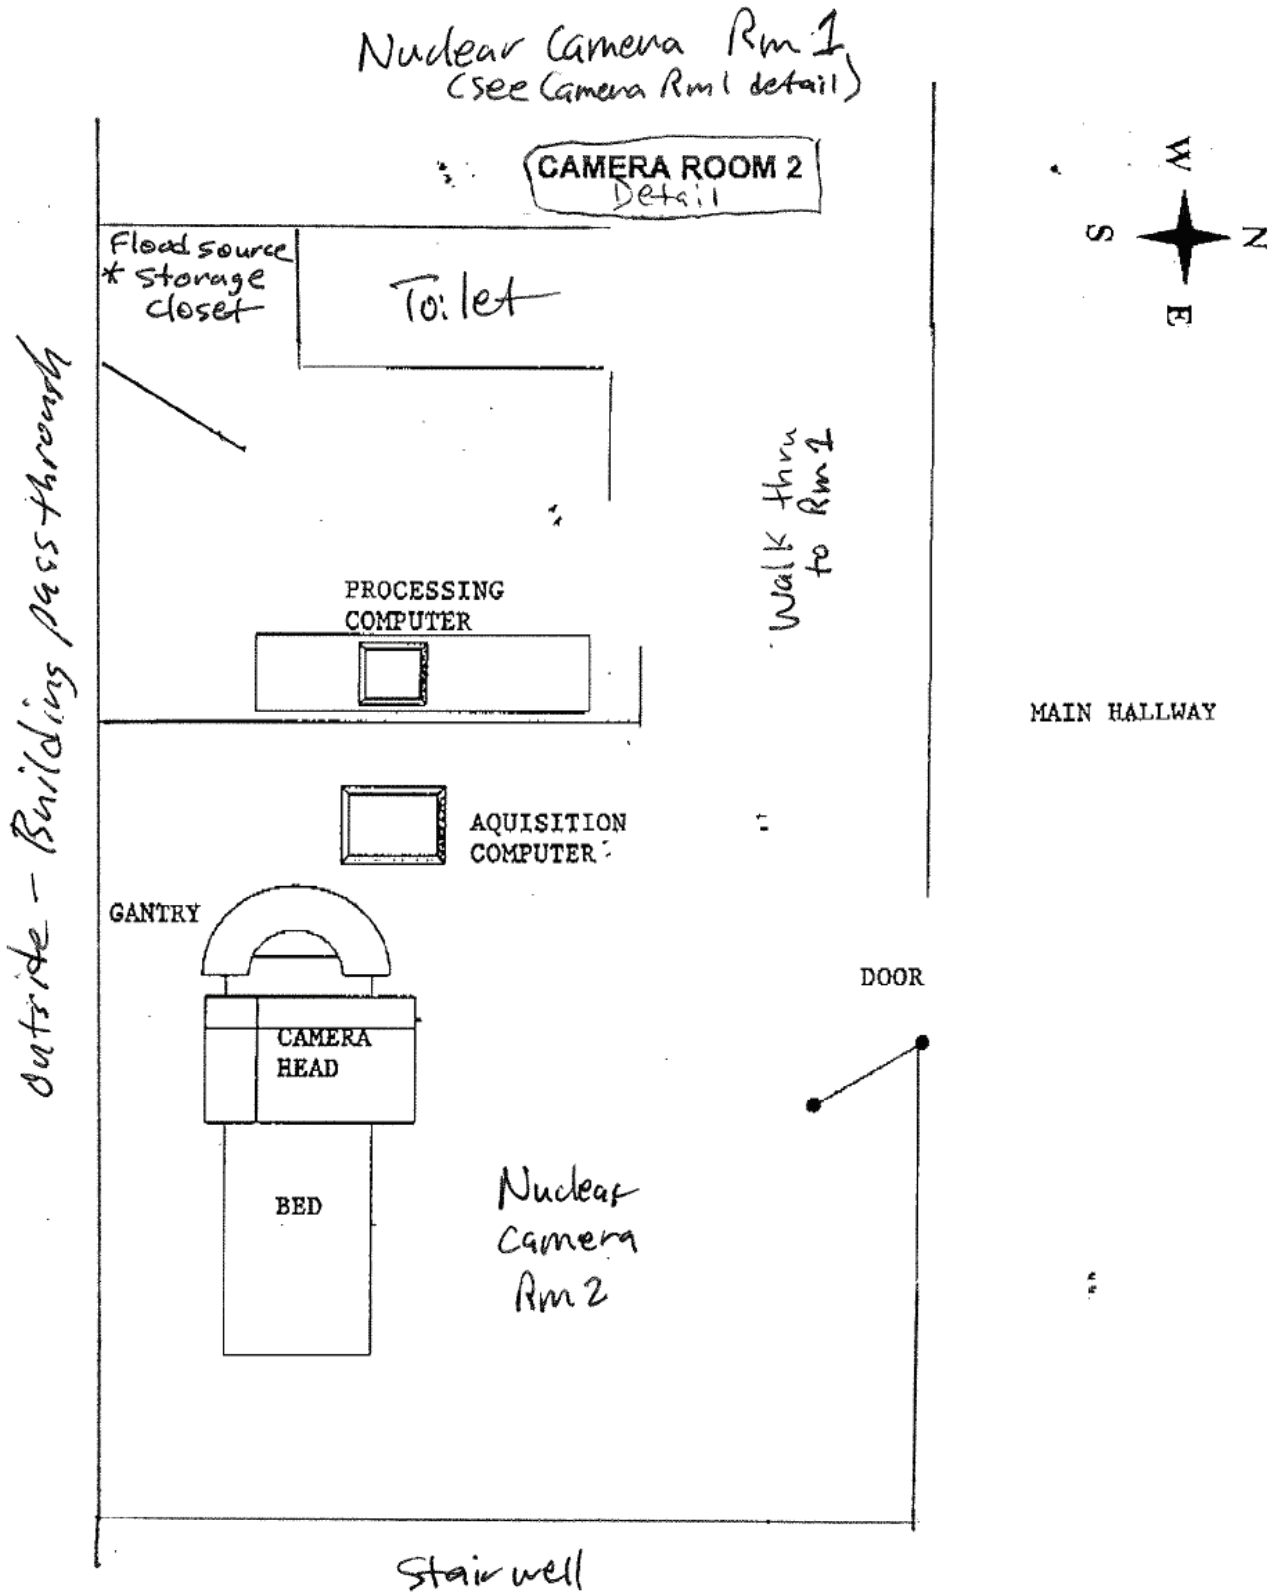 Nuclear Camera Rm 1
(see Camera Rm 1 detail)
CAMERA ROOM 2
Detail
W
S
N
E
Flood source
* storage
closet
Toilet
Outside - Building pass through
Walk thru
to Rm 1
PROCESSING
COMPUTER
MAIN HALLWAY
AQUISITION
COMPUTER
GANTRY
DOOR
CAMERA
HEAD
BED
Nuclear
Camera
Rm 2
Stairwell